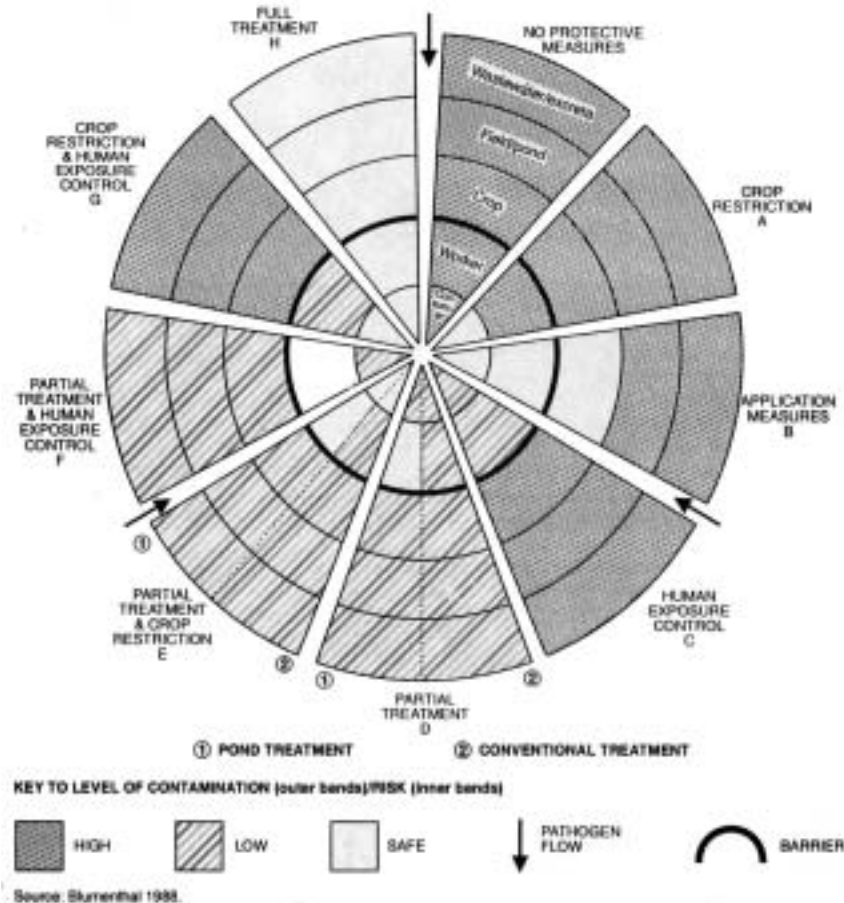 FULL
TREATMENT
H
NO PROTECTIVE
MEASURES
Wastewater/excreta
Field/pond
Crop
Worker
CROP
RESTRICTION
& HUMAN
EXPOSURE
CONTROL
G
CROP
RESTRICTION
A
PARTIAL
TREATMENT
& HUMAN
EXPOSURE
CONTROL
F
APPLICATION
MEASURES
B
①
PARTIAL
TREATMENT
& CROP
RESTRICTION
E
②
①
PARTIAL
TREATMENT
D
②
HUMAN
EXPOSURE
CONTROL
C
① POND TREATMENT
② CONVENTIONAL TREATMENT
KEY TO LEVEL OF CONTAMINATION (outer bands)/RISK (inner bands)
HIGH
LOW
SAFE
PATHOGEN
FLOW
BARRIER
Source: Blumenthal 1988.